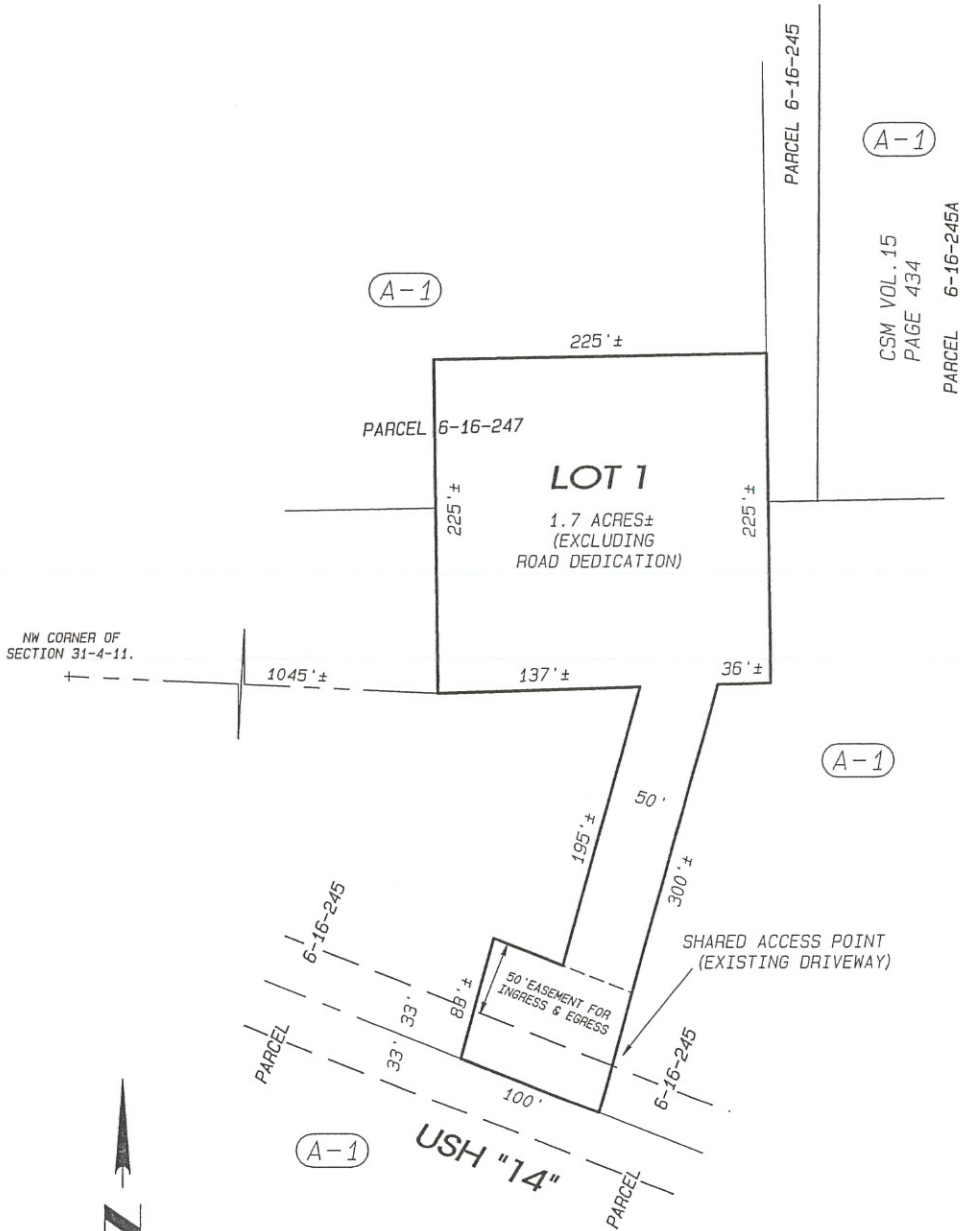 PARCEL 6-16-245
A-1
CSM VOL.15
PAGE 434
PARCEL 6-16-245A
A-1
225'±
PARCEL 6-16-247
LOT 1
225'±
225'±
1.7 ACRES±
(EXCLUDING
ROAD DEDICATION)
NW CORNER OF
SECTION 31-4-11.
1045'±
137'±
36'±
A-1
50'
195'±
300'±
6-16-245
SHARED ACCESS POINT
(EXISTING DRIVEWAY)
50'EASEMENT FOR
INGRESS & EGRESS
83'±
33'
33'
PARCEL
6-16-245
100'
USH "14"
A-1
PARCEL
N